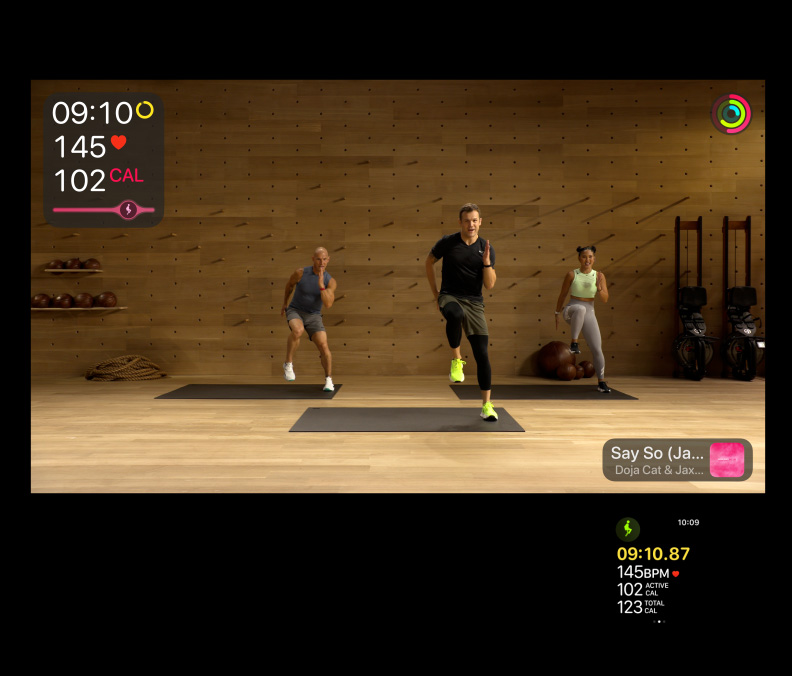 09:10
145
102 CAL
Say So (Ja...
Doja Cat & Jax...
10:09
09:10.87
145BPM
102 ACTIVE CAL
123 TOTAL CAL